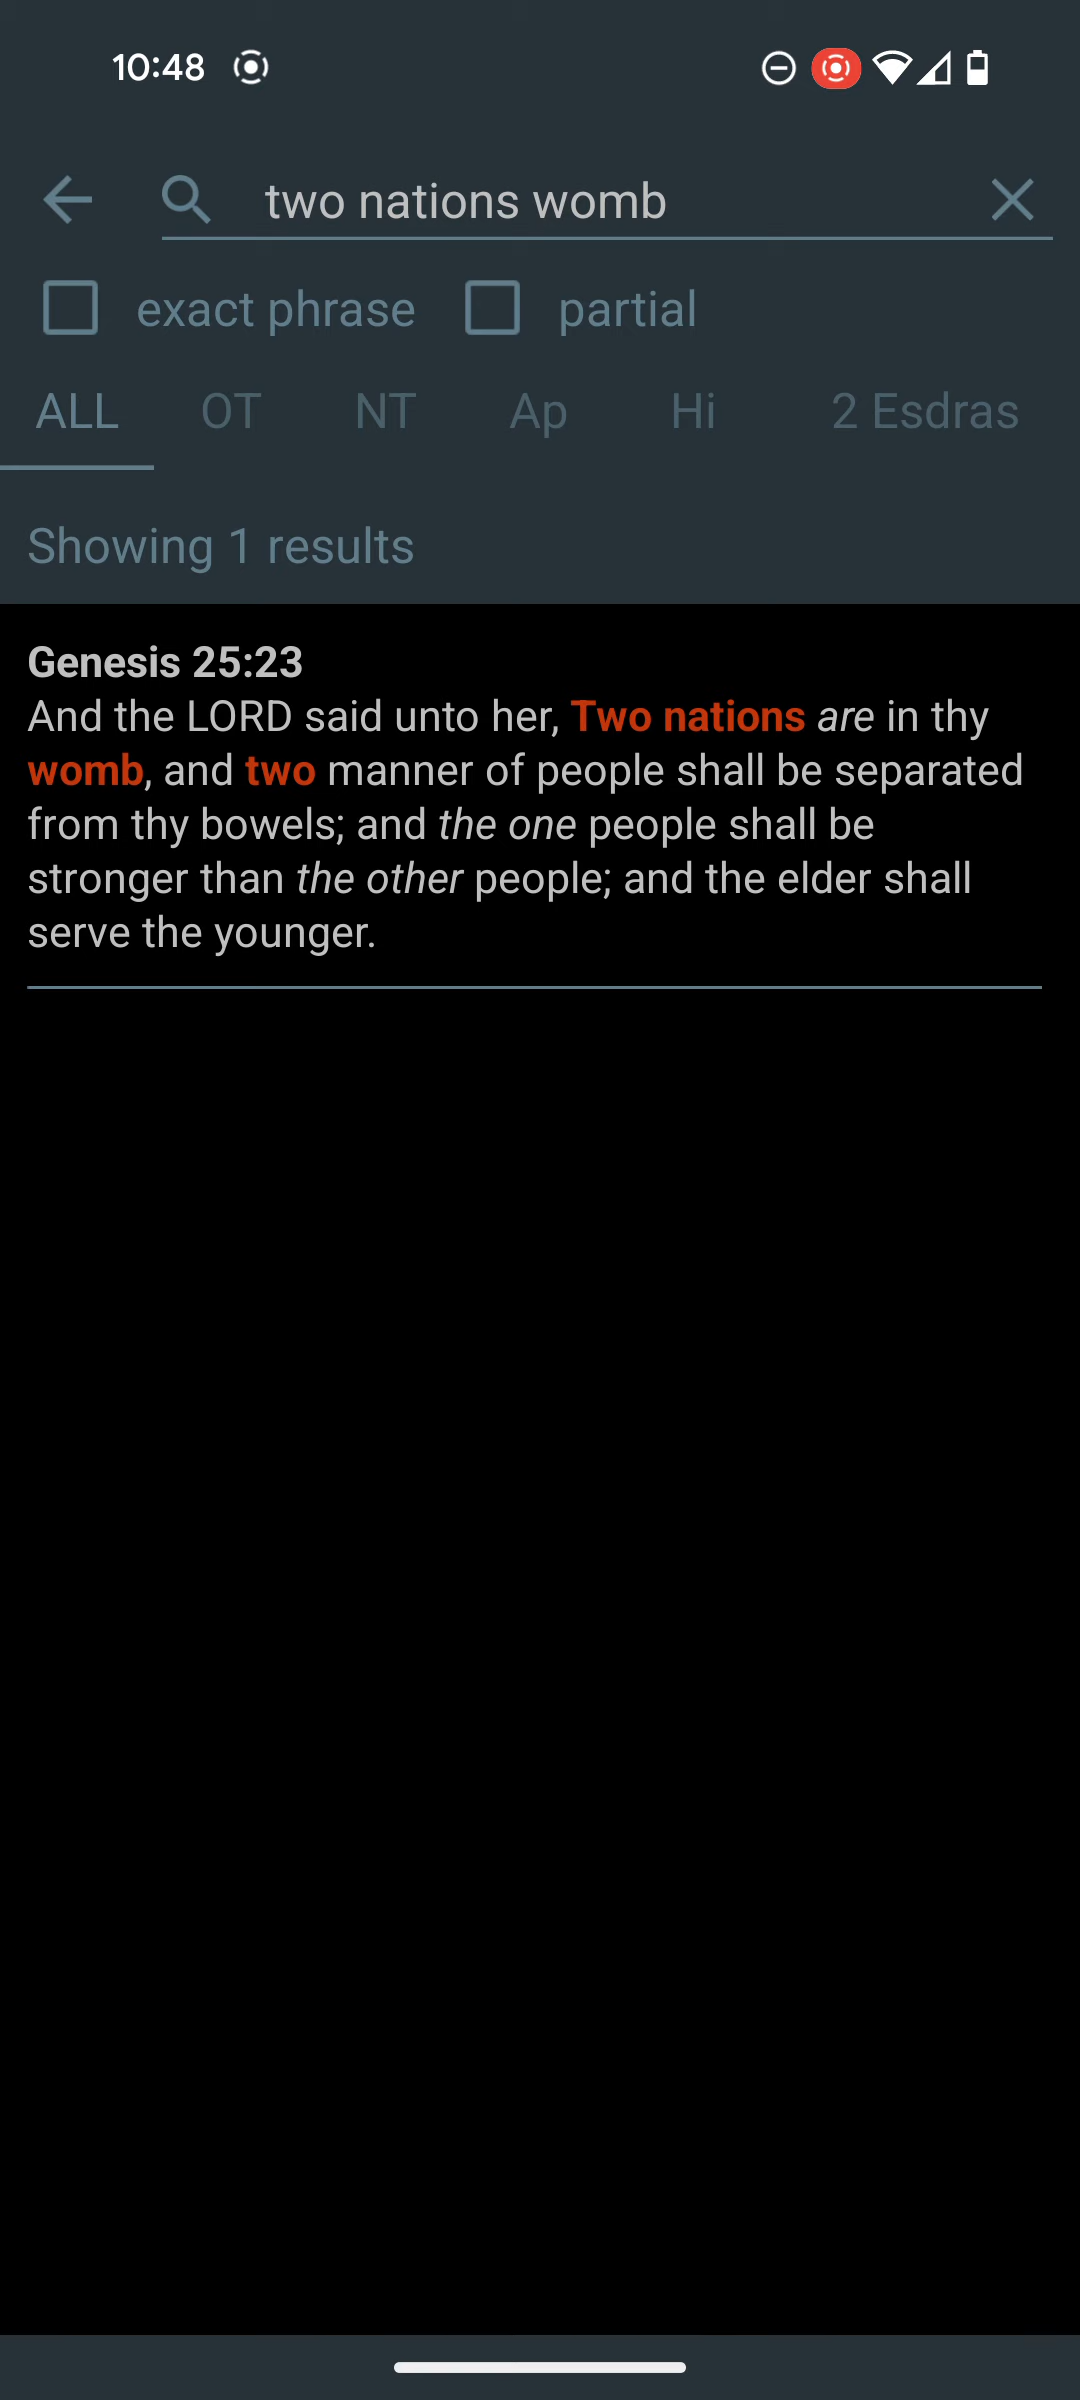 10:48
two nations womb
exact phrase partial
ALL OT NT Ap Hi 2 Esdras
Showing 1 results
Genesis 25:23
And the LORD said unto her, Two nations are in thy
womb, and two manner of people shall be separated
from thy bowels; and the one people shall be
stronger than the other people; and the elder shall
serve the younger.